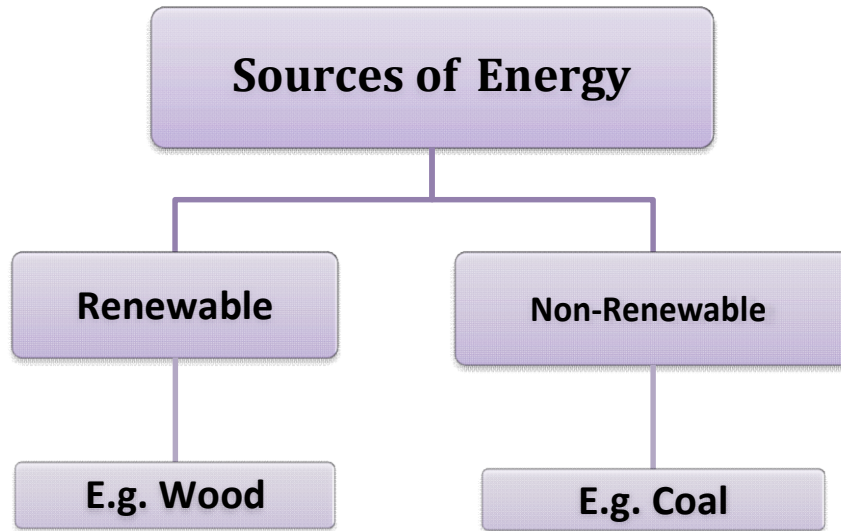 Sources of Energy
Renewable
Non-Renewable
E.g. Wood
E.g. Coal